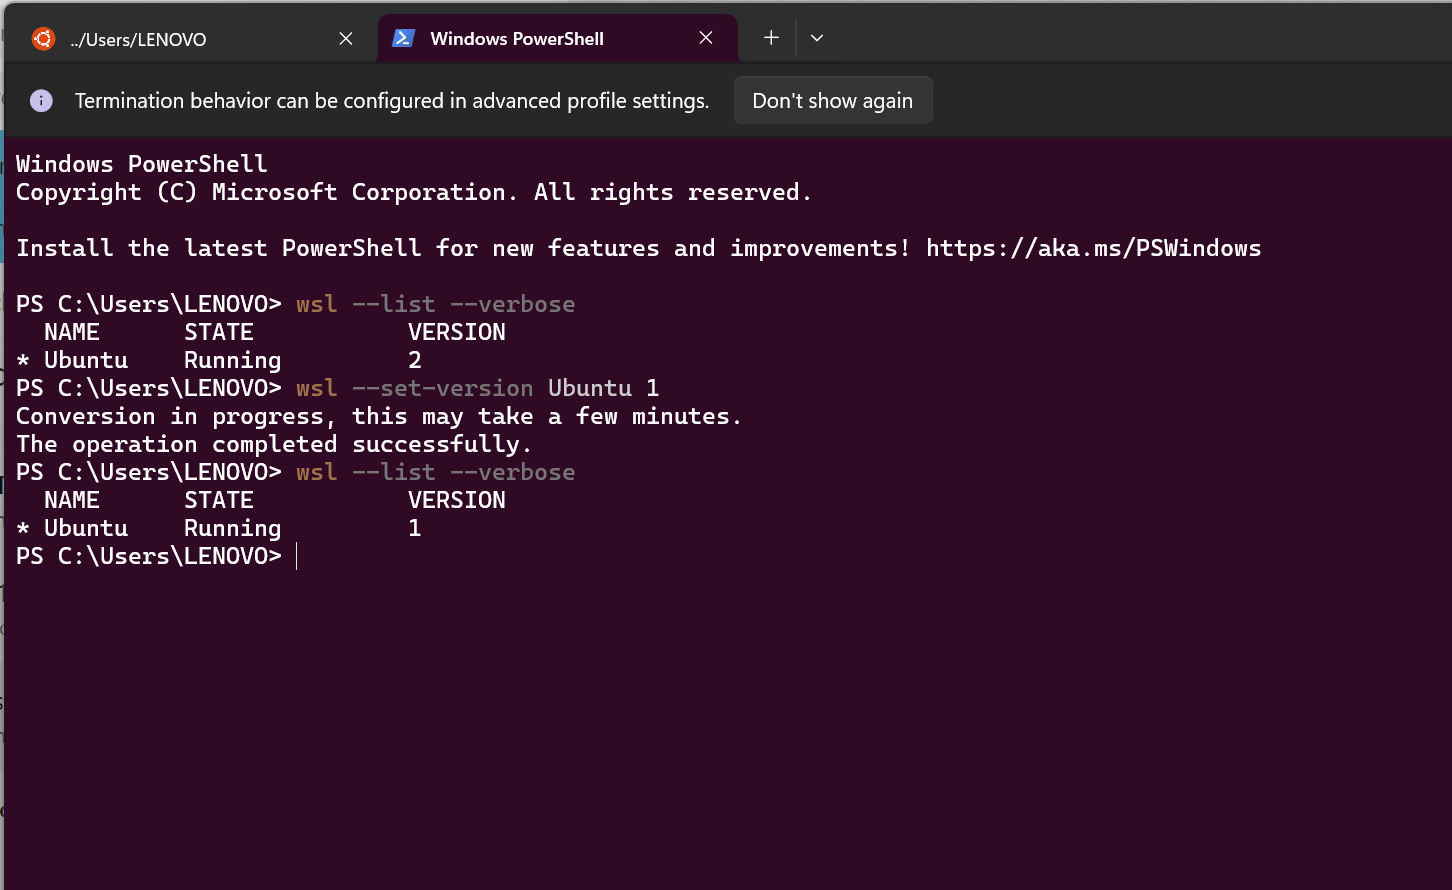 ../Users/LENOVO
Windows PowerShell
Termination behavior can be configured in advanced profile settings.
Don't show again
Windows PowerShell
Copyright (C) Microsoft Corporation. All rights reserved.
Install the latest PowerShell for new features and improvements! https://aka.ms/PSWindows
PS C:\Users\LENOVO> wsl --list --verbose
NAME STATE VERSION
* Ubuntu Running 2
PS C:\Users\LENOVO> wsl --set-version Ubuntu 1
Conversion in progress, this may take a few minutes.
The operation completed successfully.
PS C:\Users\LENOVO> wsl --list --verbose
NAME STATE VERSION
* Ubuntu Running 1
PS C:\Users\LENOVO>